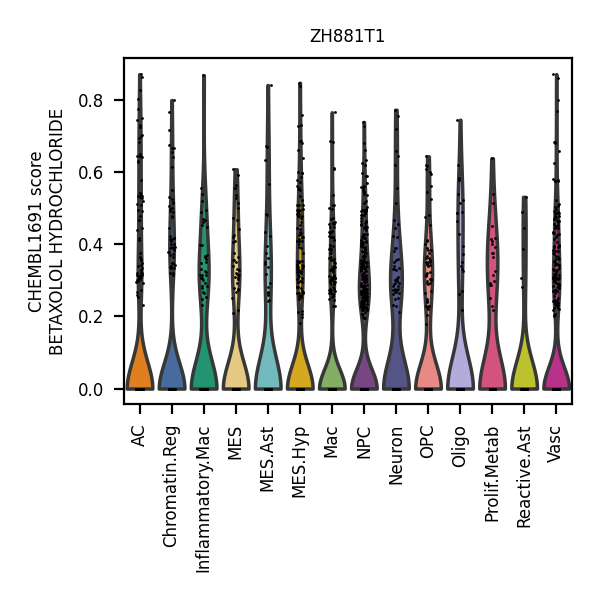 ZH881T1
CHEMBL1691 score
BETAXOLOL HYDROCHLORIDE
0.8
0.6
0.4
0.2
0.0
AC
Chromatin.Reg
Inflammatory.Mac
MES
MES.Ast
MES.Hyp
Mac
NPC
Neuron
OPC
Oligo
Prolif.Metab
Reactive.Ast
Vasc